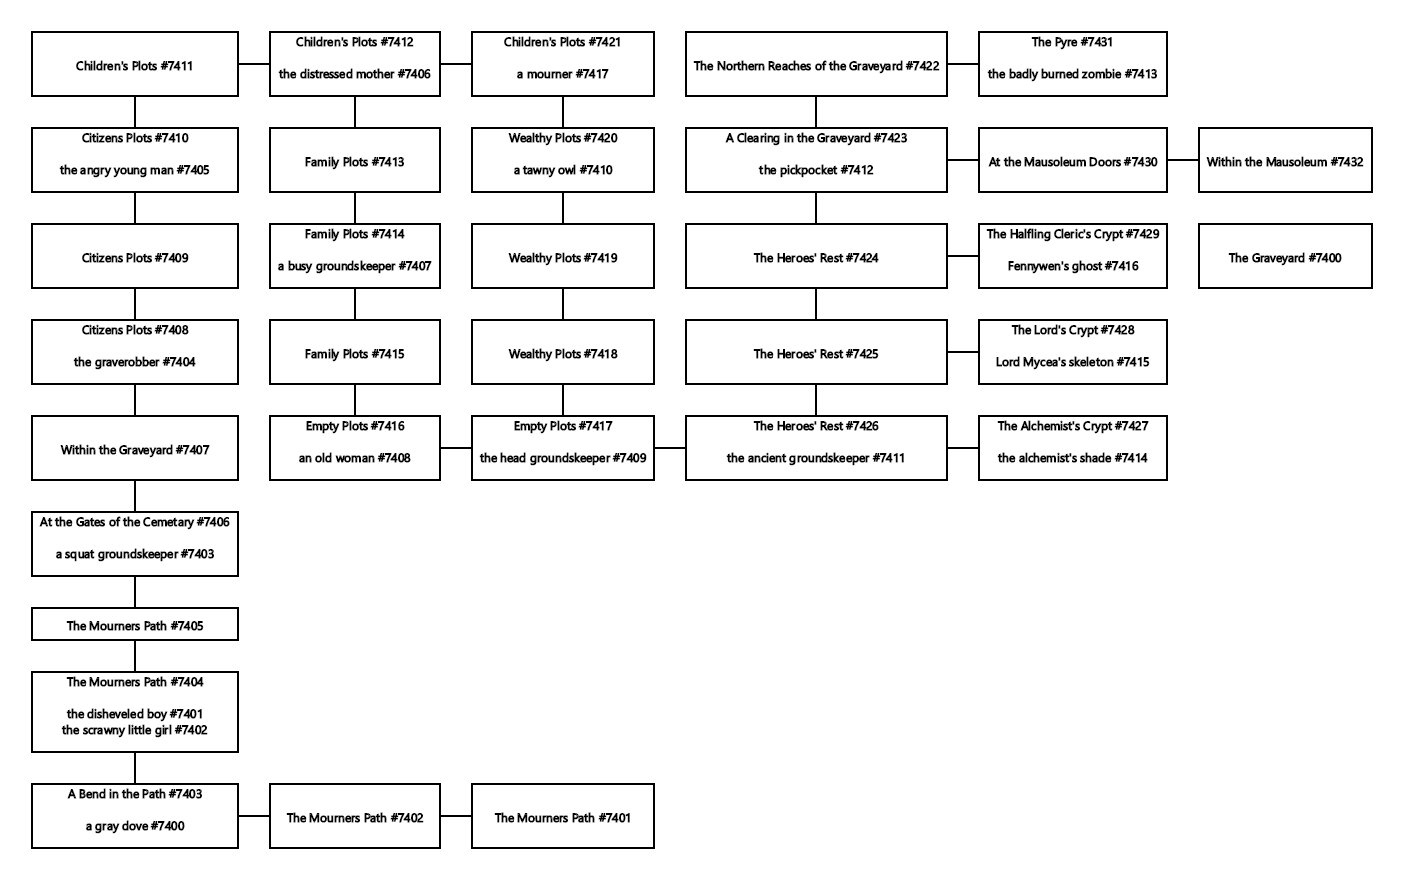 Children's Plots #7411
Children's Plots #7412
the distressed mother #7406
Children's Plots #7421
a mourner #7417
The Northern Reaches of the Graveyard #7422
The Pyre #7431
the badly burned zombie #7413
Citizens Plots #7410
the angry young man #7405
Family Plots #7413
Wealthy Plots #7420
a tawny owl #7410
A Clearing in the Graveyard #7423
the pickpocket #7412
At the Mausoleum Doors #7430
Within the Mausoleum #7432
Citizens Plots #7409
Family Plots #7414
a busy groundskeeper #7407
Wealthy Plots #7419
The Heroes' Rest #7424
The Halfling Cleric's Crypt #7429
Fennywen's ghost #7416
The Graveyard #7400
Citizens Plots #7408
the graverobber #7404
Family Plots #7415
Wealthy Plots #7418
The Heroes' Rest #7425
The Lord's Crypt #7428
Lord Mycea's skeleton #7415
Within the Graveyard #7407
Empty Plots #7416
an old woman #7408
Empty Plots #7417
the head groundskeeper #7409
The Heroes' Rest #7426
the ancient groundskeeper #7411
The Alchemist's Crypt #7427
the alchemist's shade #7414
At the Gates of the Cemetary #7406
a squat groundskeeper #7403
The Mourners Path #7405
The Mourners Path #7404
the disheveled boy #7401
the scrawny little girl #7402
A Bend in the Path #7403
a gray dove #7400
The Mourners Path #7402
The Mourners Path #7401